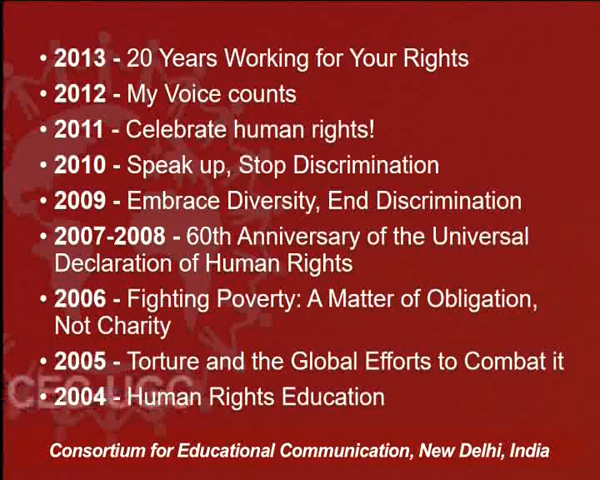 • 2013 - 20 Years Working for Your Rights
• 2012 - My Voice counts
• 2011 - Celebrate human rights!
• 2010 - Speak up, Stop Discrimination
• 2009 - Embrace Diversity, End Discrimination
• 2007-2008 - 60th Anniversary of the Universal
Declaration of Human Rights
• 2006 - Fighting Poverty: A Matter of Obligation,
Not Charity
• 2005 - Torture and the Global Efforts to Combat it
• 2004 - Human Rights Education
CEC-UGC
Consortium for Educational Communication, New Delhi, India